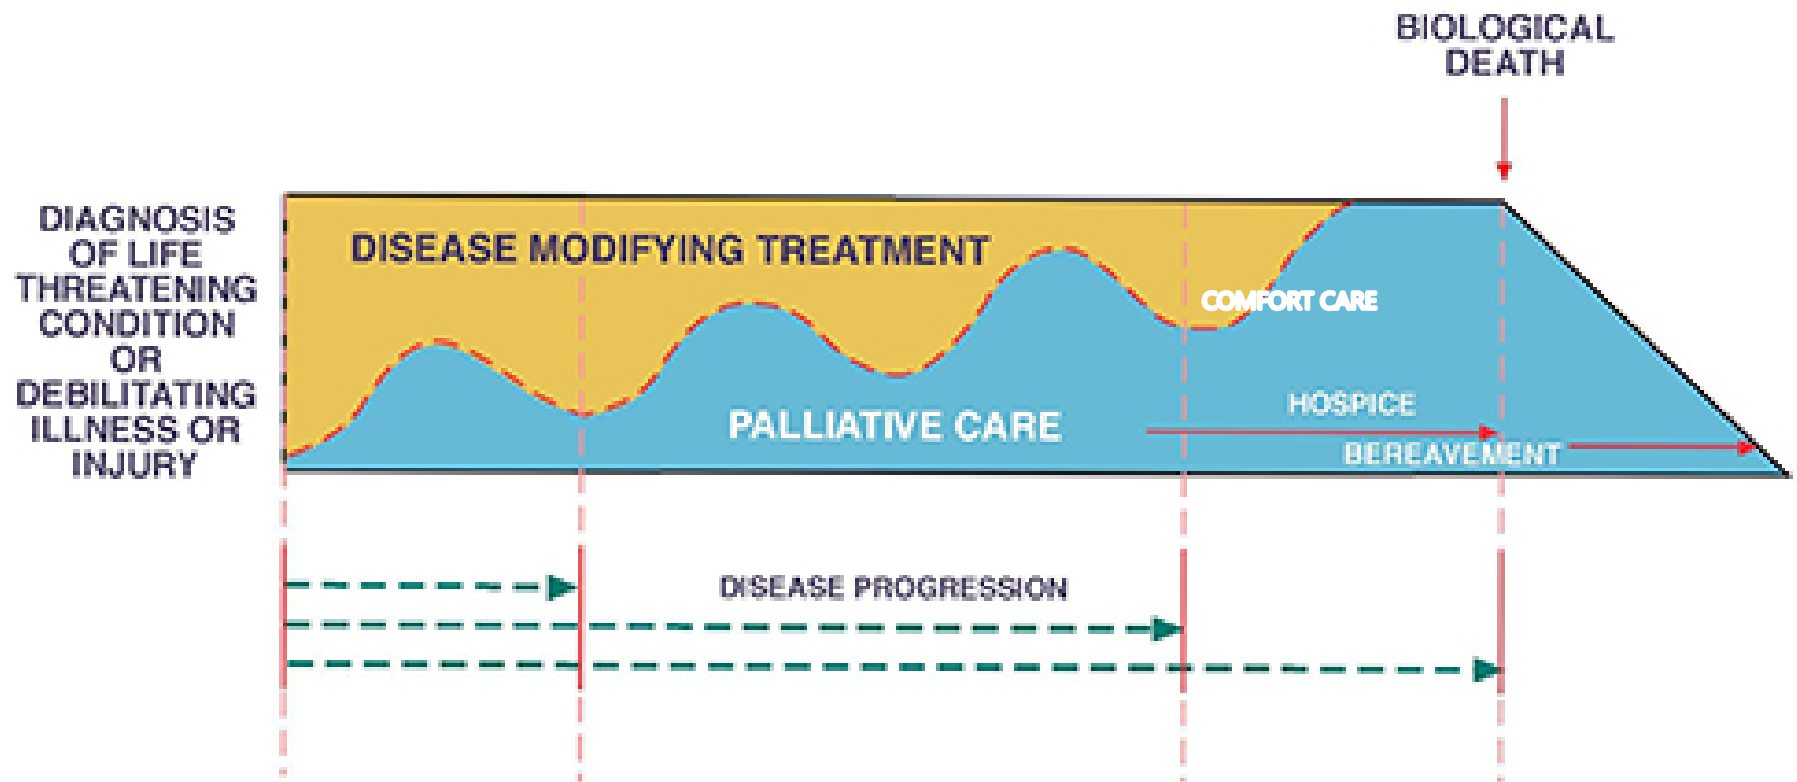 BIOLOGICAL
DEATH
DIAGNOSIS
OF LIFE
THREATENING
CONDITION
OR
DEBILITATING
ILLNESS OR
INJURY
DISEASE MODIFYING TREATMENT
COMFORT CARE
PALLIATIVE CARE
HOSPICE
BEREAVEMENT
DISEASE PROGRESSION